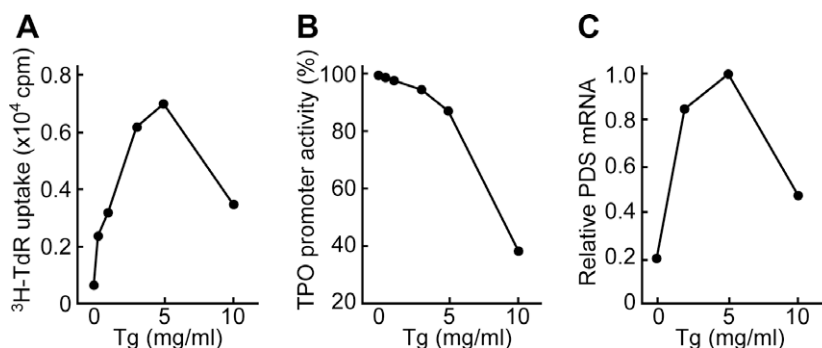 A
³H-TdR uptake (x10⁴ cpm)
0.8
0.6
0.4
0.2
0
0
5
10
Tg (mg/ml)
B
TPO promoter activity (%)
100
80
60
40
20
0
5
10
Tg (mg/ml)
C
Relative PDS mRNA
1.0
0.8
0.6
0.4
0.2
0
0
5
10
Tg (mg/ml)